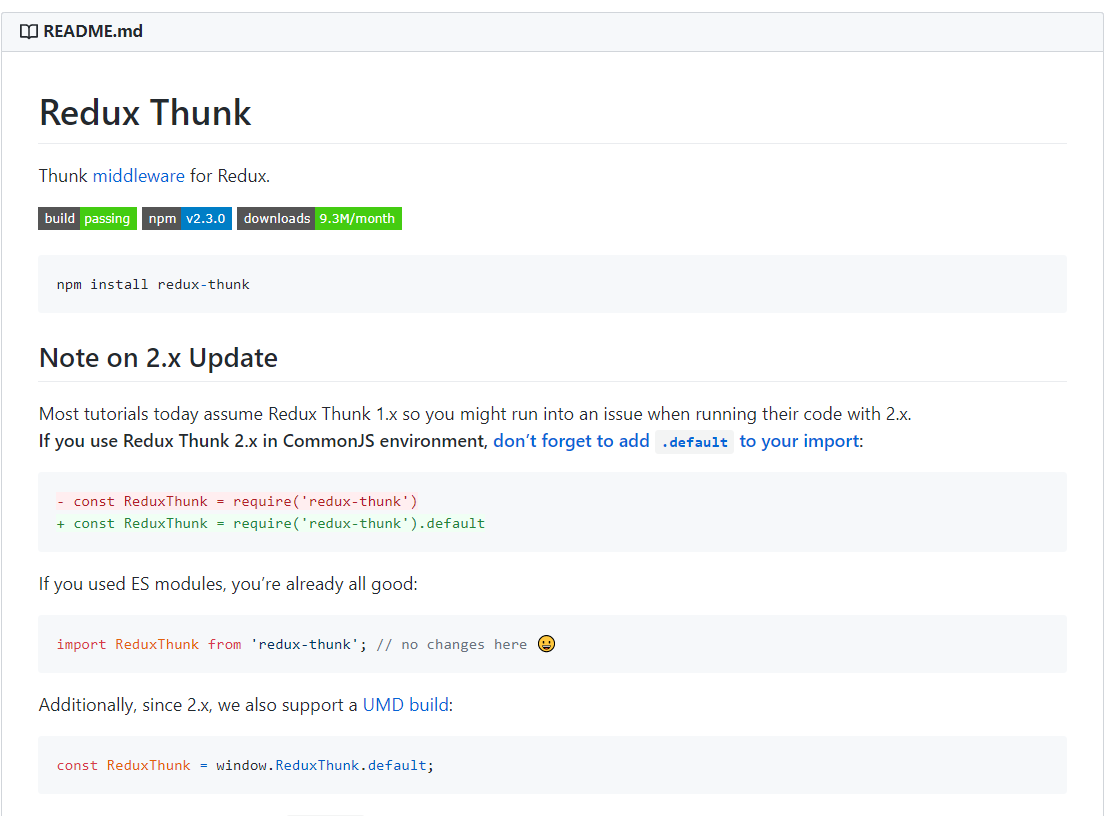 README.md
Redux Thunk
Thunk middleware for Redux.
build passing npm v2.3.0 downloads 9.3M/month
npm install redux-thunk
Note on 2.x Update
Most tutorials today assume Redux Thunk 1.x so you might run into an issue when running their code with 2.x.
If you use Redux Thunk 2.x in CommonJS environment, don’t forget to add .default to your import:
- const ReduxThunk = require('redux-thunk')
+ const ReduxThunk = require('redux-thunk').default
If you used ES modules, you’re already all good:
import ReduxThunk from 'redux-thunk'; // no changes here 😀
Additionally, since 2.x, we also support a UMD build:
const ReduxThunk = window.ReduxThunk.default;